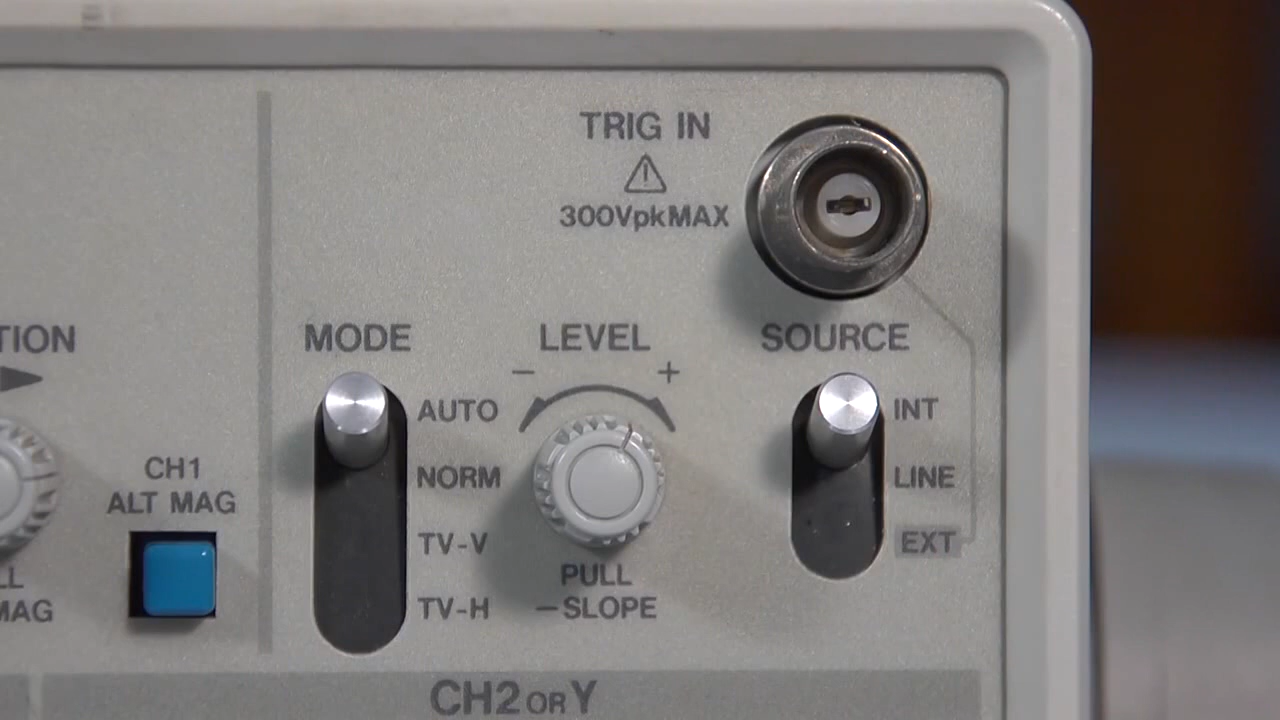 TRIG IN
300VpkMAX
TION
MODE
LEVEL
SOURCE
- +
AUTO
NORM
TV-V
TV-H
INT
LINE
EXT
CH1
ALT MAG
LL
MAG
PULL
-SLOPE
CH2 OR Y